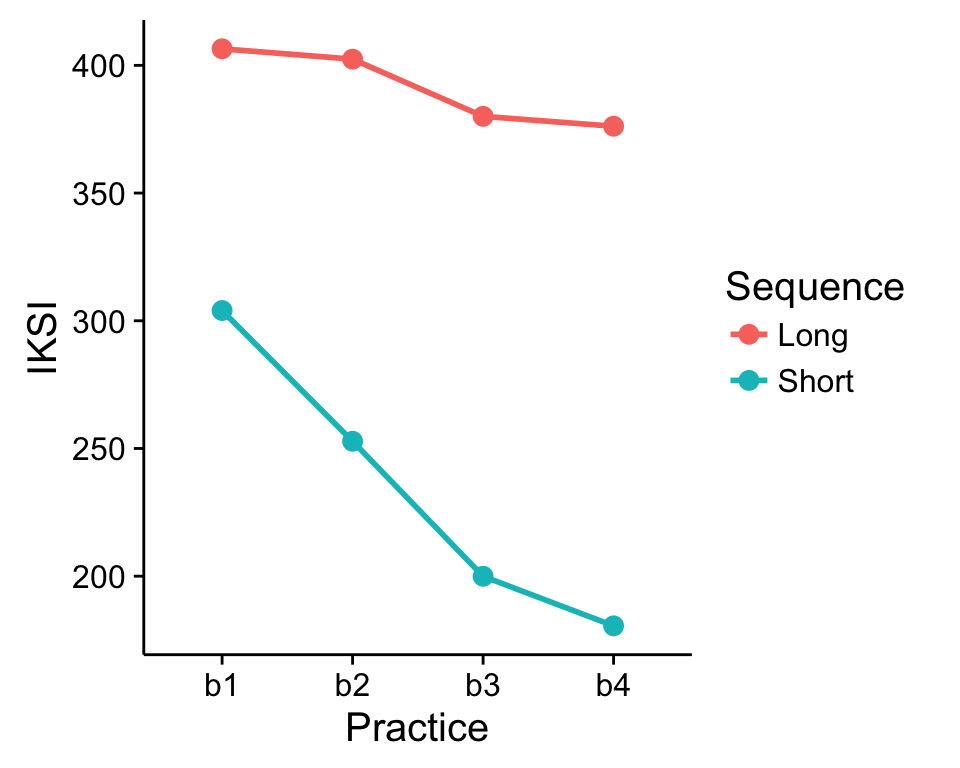 400
350
300
250
200
IKSI
b1 b2 b3 b4
Practice
Sequence
Long
Short